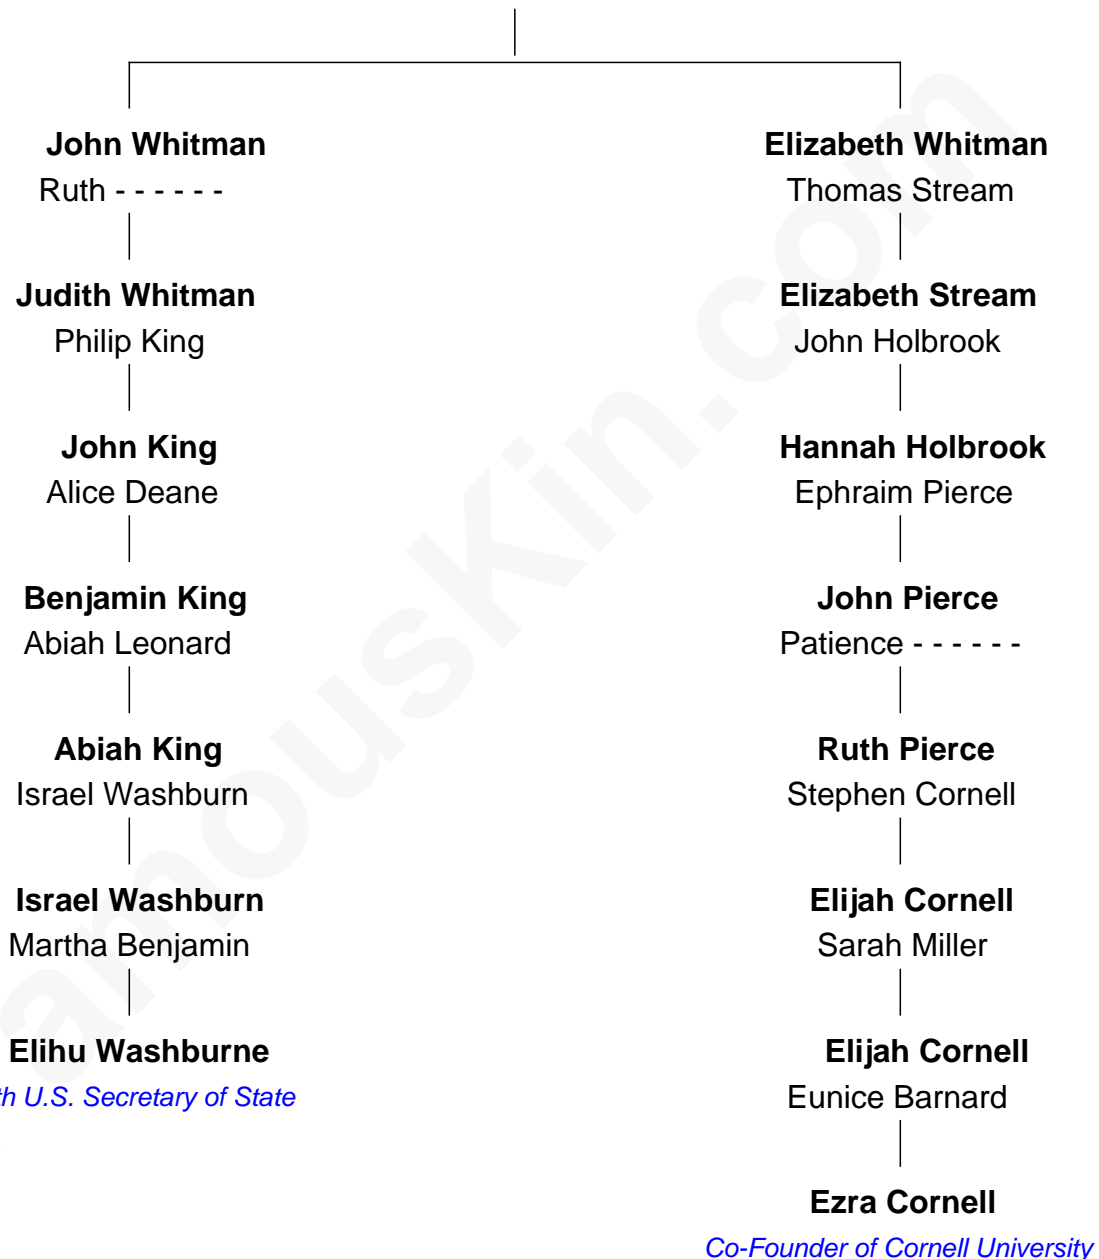 John Whitman
Ruth - - - - - -
Judith Whitman
Philip King
John King
Alice Deane
Benjamin King
Abiah Leonard
Abiah King
Israel Washburn
Israel Washburn
Martha Benjamin
Elihu Washburne
th U.S. Secretary of State
Elizabeth Whitman
Thomas Stream
Elizabeth Stream
John Holbrook
Hannah Holbrook
Ephraim Pierce
John Pierce
Patience - - - - - -
Ruth Pierce
Stephen Cornell
Elijah Cornell
Sarah Miller
Elijah Cornell
Eunice Barnard
Ezra Cornell
Co-Founder of Cornell University
amousKin.com